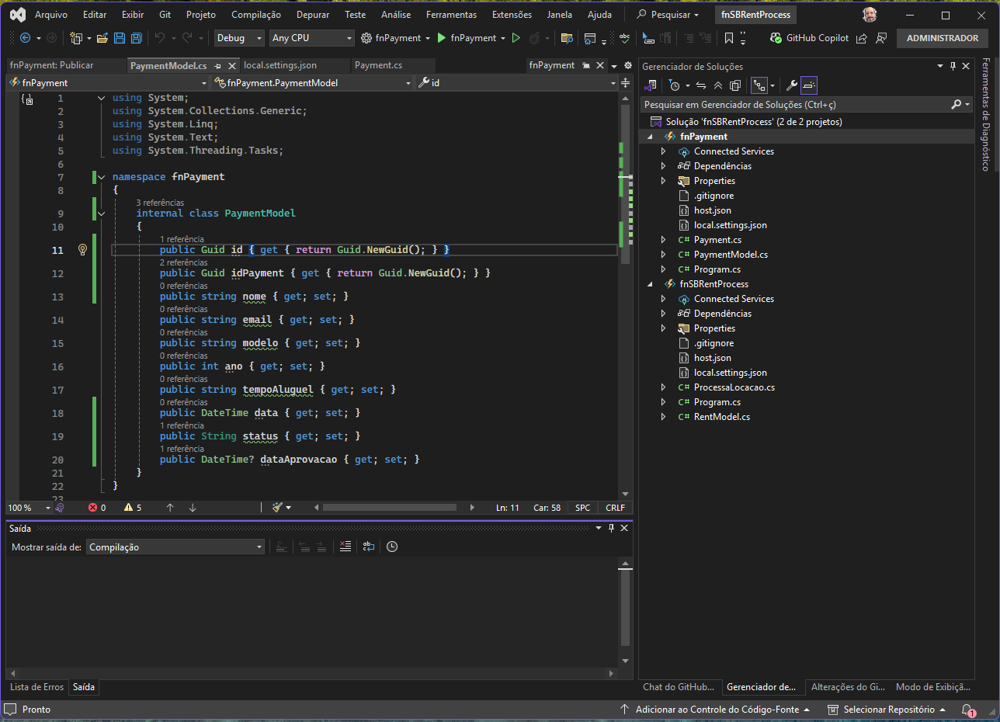 Arquivo Editar Exibir Git Projeto Compilação Depurar Teste Análise Ferramentas Extensões Janela Ajuda Pesquisar fnSBRentProcess
Debug Any CPU fnPayment fnPayment GitHub Copilot ADMINISTRADOR
fnPayment: Publicar PaymentModel.cs local.settings.json Payment.cs fnPayment
fnPayment fnPayment.PaymentModel id
1 using System;
2 using System.Collections.Generic;
3 using System.Linq;
4 using System.Text;
5 using System.Threading.Tasks;
6
7 namespace fnPayment
8 {
3 referências
9 internal class PaymentModel
10 {
1 referência
11 public Guid id { get { return Guid.NewGuid(); } }
2 referências
12 public Guid idPayment { get { return Guid.NewGuid(); } }
0 referências
13 public string nome { get; set; }
0 referências
14 public string email { get; set; }
0 referências
15 public string modelo { get; set; }
0 referências
16 public int ano { get; set; }
0 referências
17 public string tempoAluguel { get; set; }
0 referências
18 public DateTime data { get; set; }
1 referência
19 public String status { get; set; }
1 referência
20 public DateTime? dataAprovacao { get; set; }
21 }
22 }
23
100 % 0 5 Ln: 11 Car: 58 SPC CRLF
Saída
Mostrar saída de: Compilação
Lista de Erros Saída
Gerenciador de Soluções
Pesquisar em Gerenciador de Soluções (Ctrl+ç)
Solução 'fnSBRentProcess' (2 de 2 projetos)
fnPayment
Connected Services
Dependências
Properties
.gitignore
host.json
local.settings.json
C# Payment.cs
C# PaymentModel.cs
C# Program.cs
fnSBRentProcess
Connected Services
Dependências
Properties
.gitignore
host.json
local.settings.json
C# ProcessaLocacao.cs
C# Program.cs
C# RentModel.cs
Chat do GitHub... Gerenciador de... Alterações do Gi... Modo de Exibiçã...
Ferramentas de Diagnóstico
Pronto Adicionar ao Controle do Código-Fonte Selecionar Repositório 1